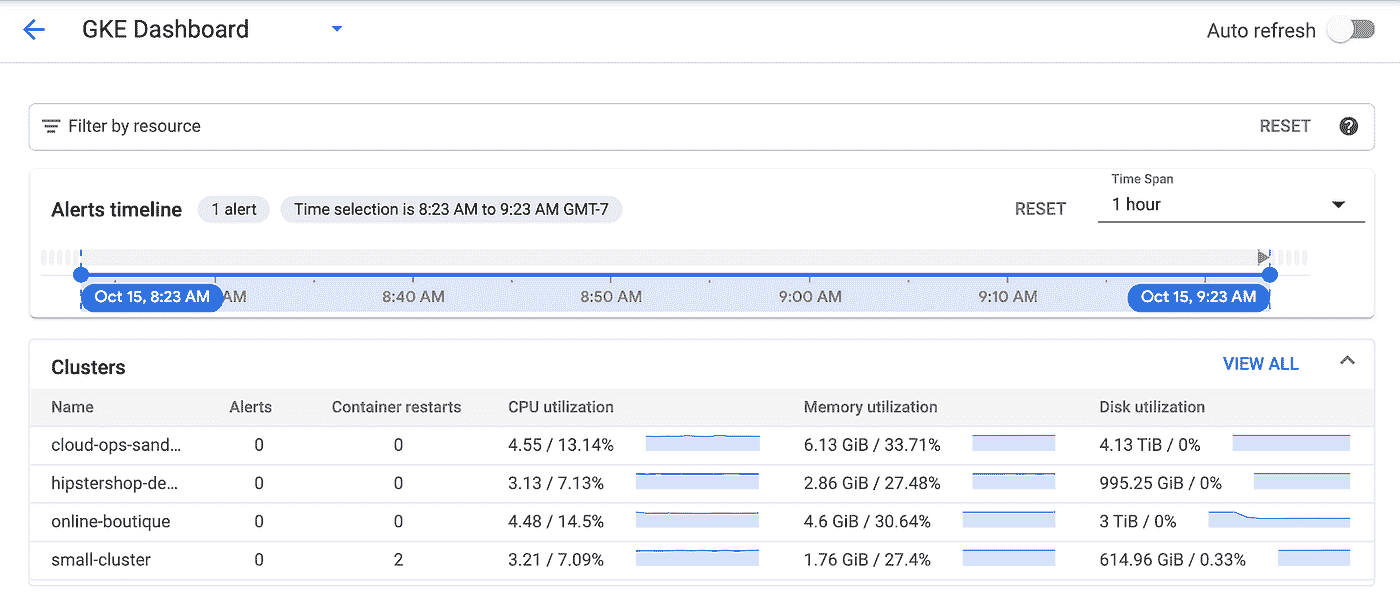 GKE Dashboard Auto refresh
Filter by resource RESET
Time Span
Alerts timeline 1 alert Time selection is 8:23 AM to 9:23 AM GMT-7 RESET 1 hour
Oct 15, 8:23 AM AM 8:40 AM 8:50 AM 9:00 AM 9:10 AM Oct 15, 9:23 AM
Clusters VIEW ALL
Name Alerts Container restarts CPU utilization Memory utilization Disk utilization
cloud-ops-sand... 0 0 4.55 / 13.14% 6.13 GiB / 33.71% 4.13 TiB / 0%
hipstershop-de... 0 0 3.13 / 7.13% 2.86 GiB / 27.48% 995.25 GiB / 0%
online-boutique 0 0 4.48 / 14.5% 4.6 GiB / 30.64% 3 TiB / 0%
small-cluster 0 2 3.21 / 7.09% 1.76 GiB / 27.4% 614.96 GiB / 0.33%